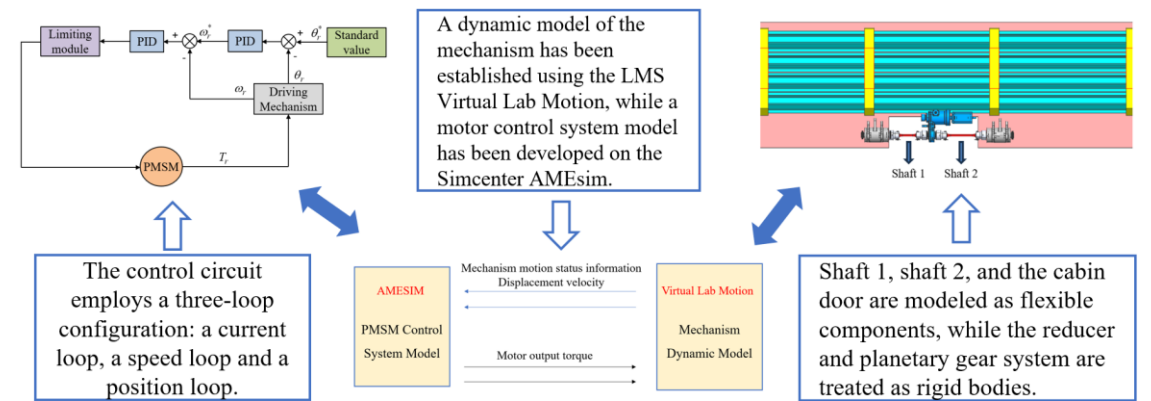 Limiting module
PID
+
-
ω*r
PID
+
-
θ*r
Standard value
ωr
θr
Driving Mechanism
PMSM
Tr
A dynamic model of the
mechanism has been
established using the LMS
Virtual Lab Motion, while a
motor control system model
has been developed on the
Simcenter AMEsim.
Shaft 1
Shaft 2
The control circuit
employs a three-loop
configuration: a current
loop, a speed loop and a
position loop.
AMESIM
PMSM Control
System Model
Mechanism motion status information
Displacement velocity
Motor output torque
Virtual Lab Motion
Mechanism
Dynamic Model
Shaft 1, shaft 2, and the cabin
door are modeled as flexible
components, while the reducer
and planetary gear system are
treated as rigid bodies.